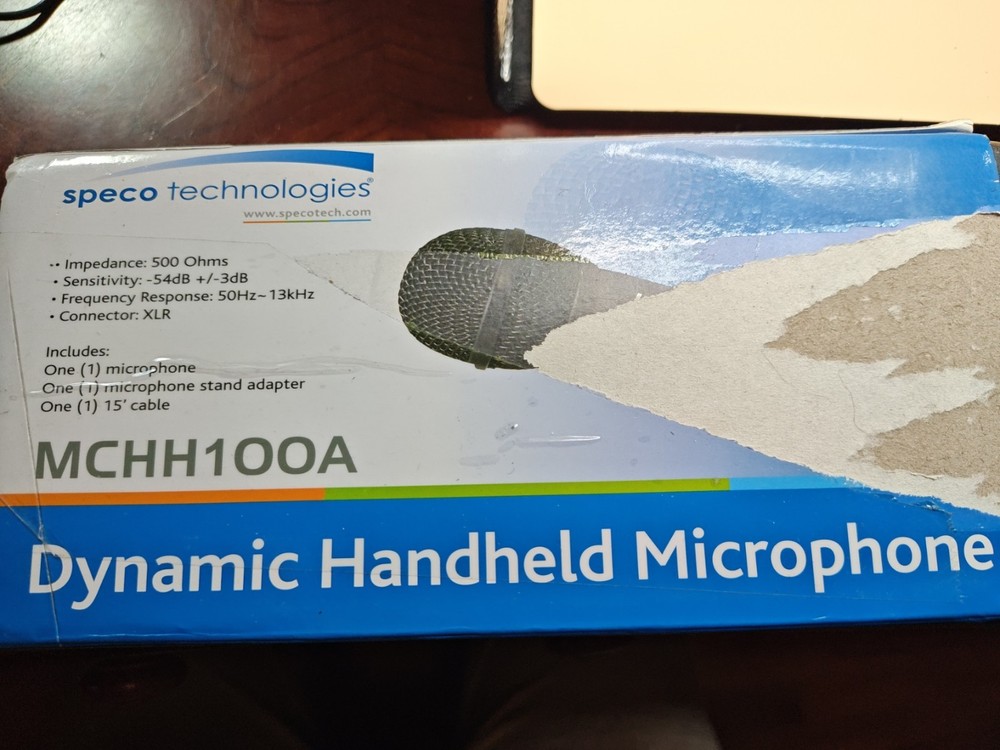 speco technologies®
www.specotech.com
• Impedance: 500 Ohms
• Sensitivity: -54dB +/-3dB
• Frequency Response: 50Hz~13kHz
• Connector: XLR
Includes:
One (1) microphone
One (1) microphone stand adapter
One (1) 15' cable
MCHH100A
Dynamic Handheld Microphone